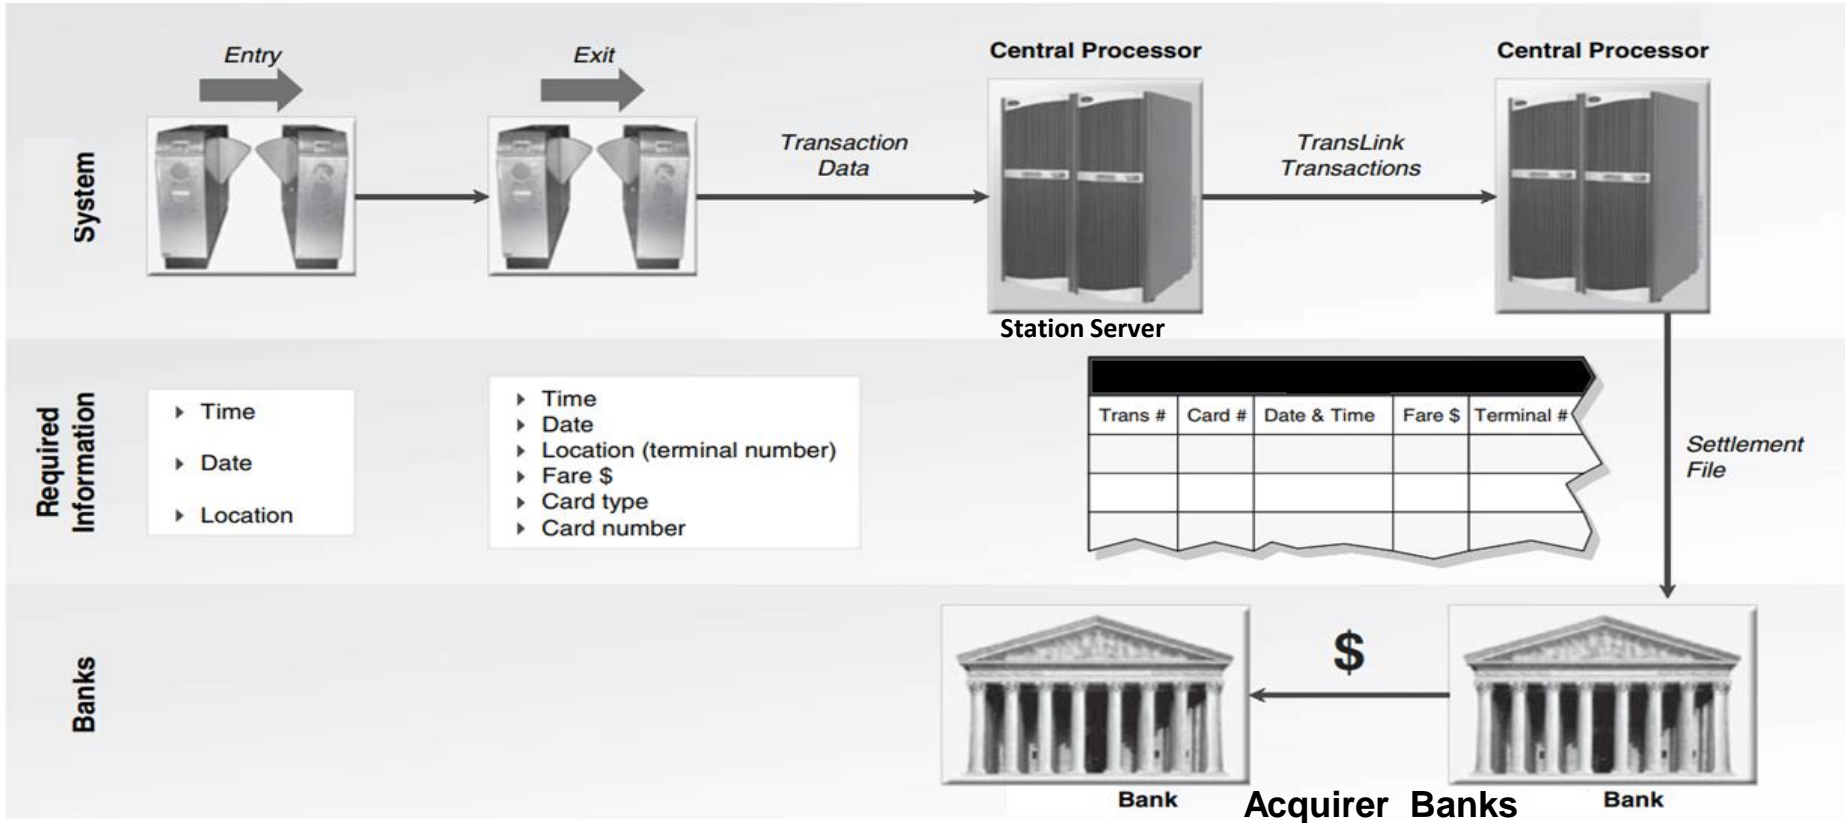 System
Entry
Exit
Transaction
Data
Central Processor
Station Server
TransLink
Transactions
Central Processor
Required
Information
Time
Date
Location
Time
Date
Location (terminal number)
Fare $
Card type
Card number
Trans # Card # Date & Time Fare $ Terminal #
Settlement
File
Banks
$
Bank
Acquirer Banks
Bank